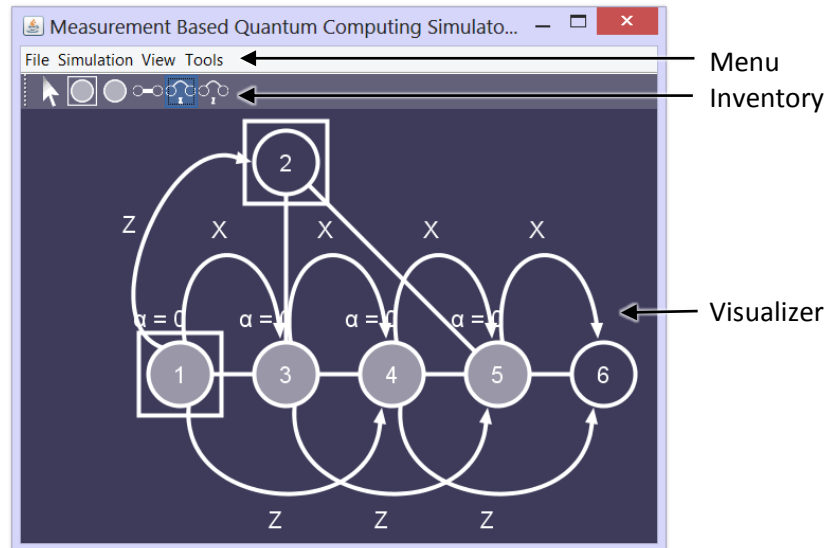 Measurement Based Quantum Computing Simulato...
File Simulation View Tools
Menu
Inventory
2
Z
X X X X
α = 0 α = 0 α = 0 α = 0
Visualizer
1 3 4 5 6
Z Z Z